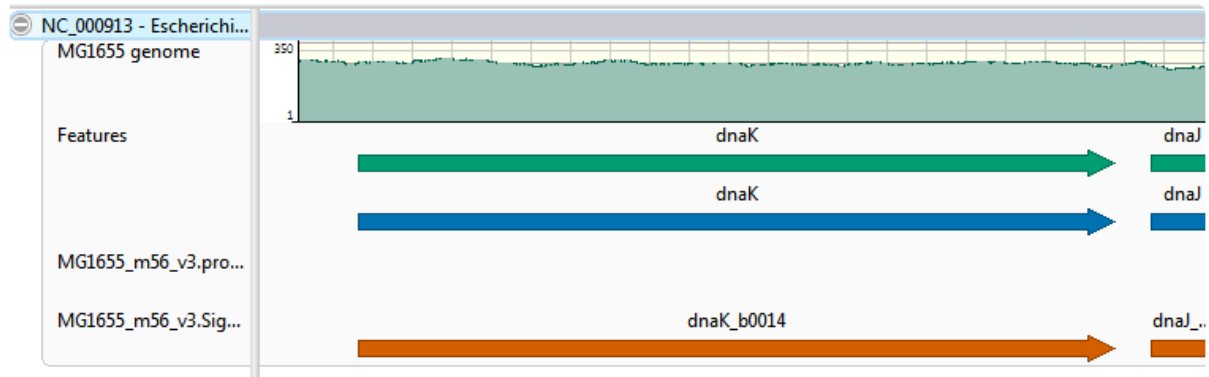 NC_000913 - Escherichi...
MG1655 genome
350
1
Features
dnaK
dnaJ
dnaK
dnaJ
MG1655_m56_v3.pro...
MG1655_m56_v3.Sig...
dnaK_b0014
dnaJ_..